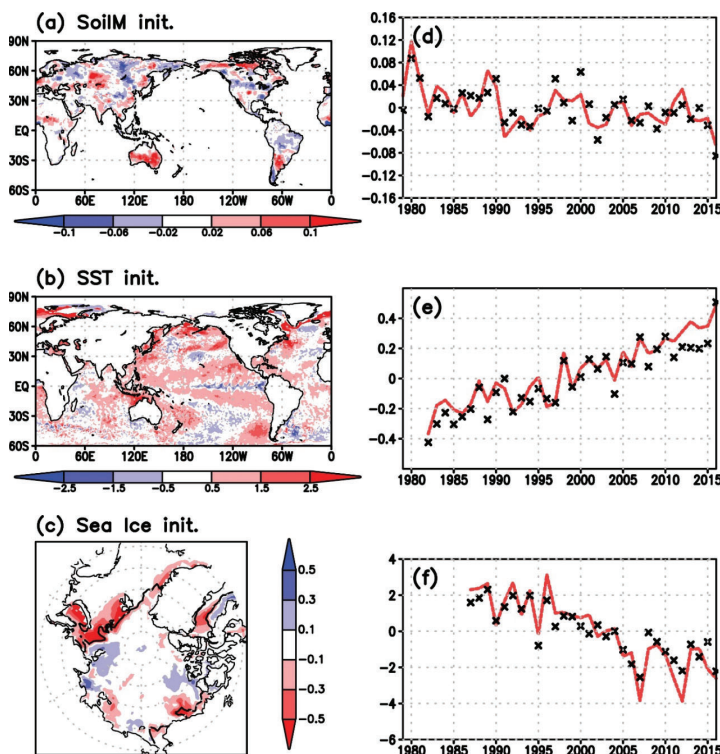 (a) SoilM init.
90N
60N
30N
EQ
30S
60S
0 60E 120E 180 120W 60W 0
-0.1 -0.06 -0.02 0.02 0.06 0.1
(b) SST init.
90N
60N
30N
EQ
30S
60S
0 60E 120E 180 120W 60W 0
-2.5 -1.5 -0.5 0.5 1.5 2.5
(c) Sea Ice init.
0.5
0.3
0.1
-0.1
-0.3
-0.5
(d)
0.16
0.12
0.08
0.04
0
-0.04
-0.08
-0.12
-0.16
1980 1985 1990 1995 2000 2005 2010 2015
(e)
0.4
0.2
0
-0.2
-0.4
1980 1985 1990 1995 2000 2005 2010 2015
(f)
4
2
0
-2
-4
-6
1980 1985 1990 1995 2000 2005 2010 2015